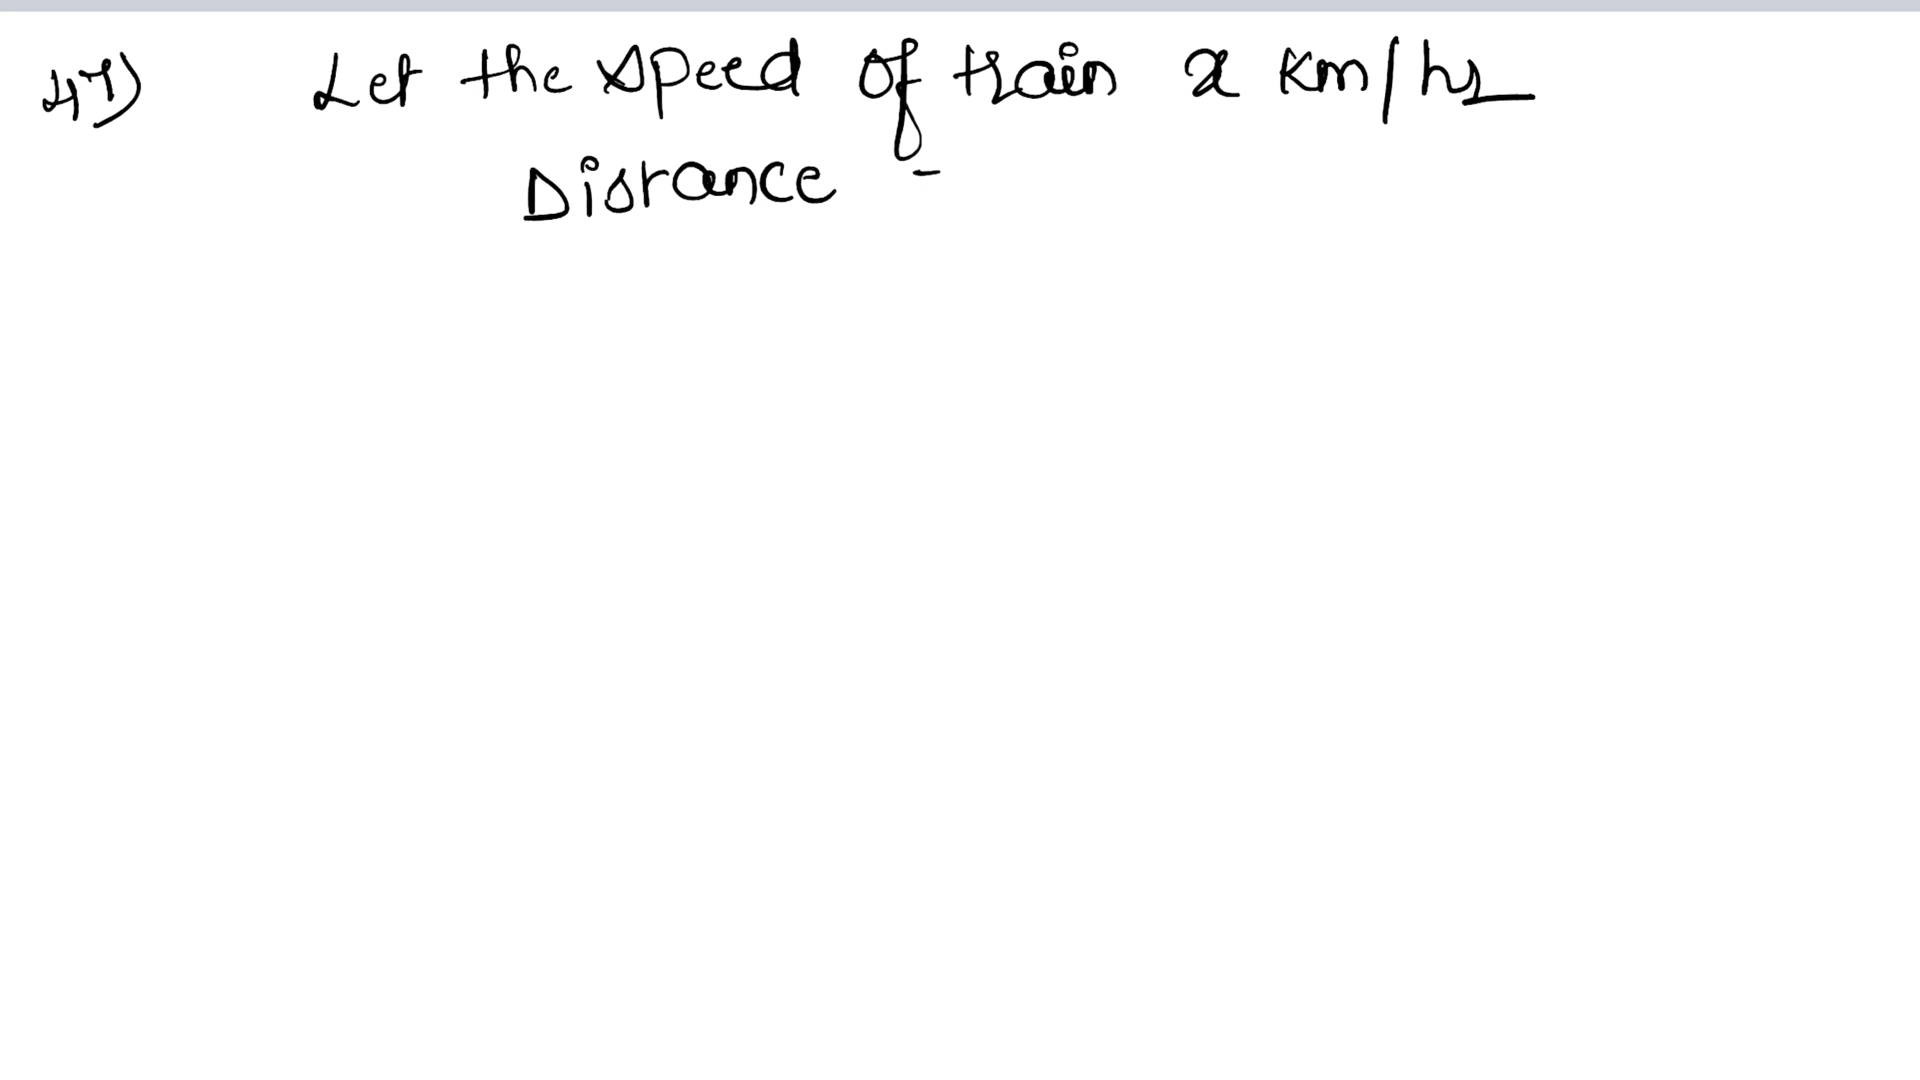 47) Let the speed of train x km/hr
Distance -